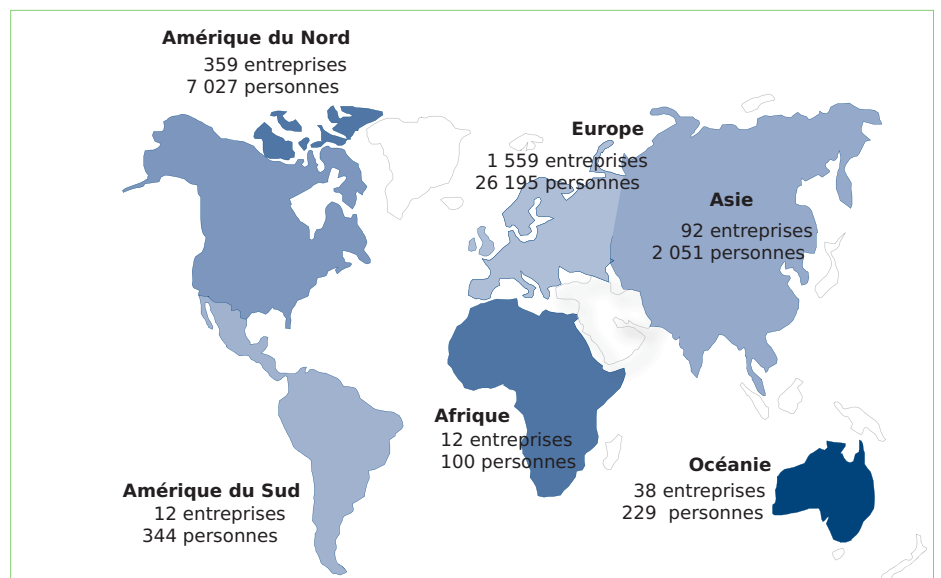 Amérique du Nord
359 entreprises
7 027 personnes
Europe
1 559 entreprises
26 195 personnes
Asie
92 entreprises
2 051 personnes
Afrique
12 entreprises
100 personnes
Océanie
38 entreprises
229 personnes
Amérique du Sud
12 entreprises
344 personnes